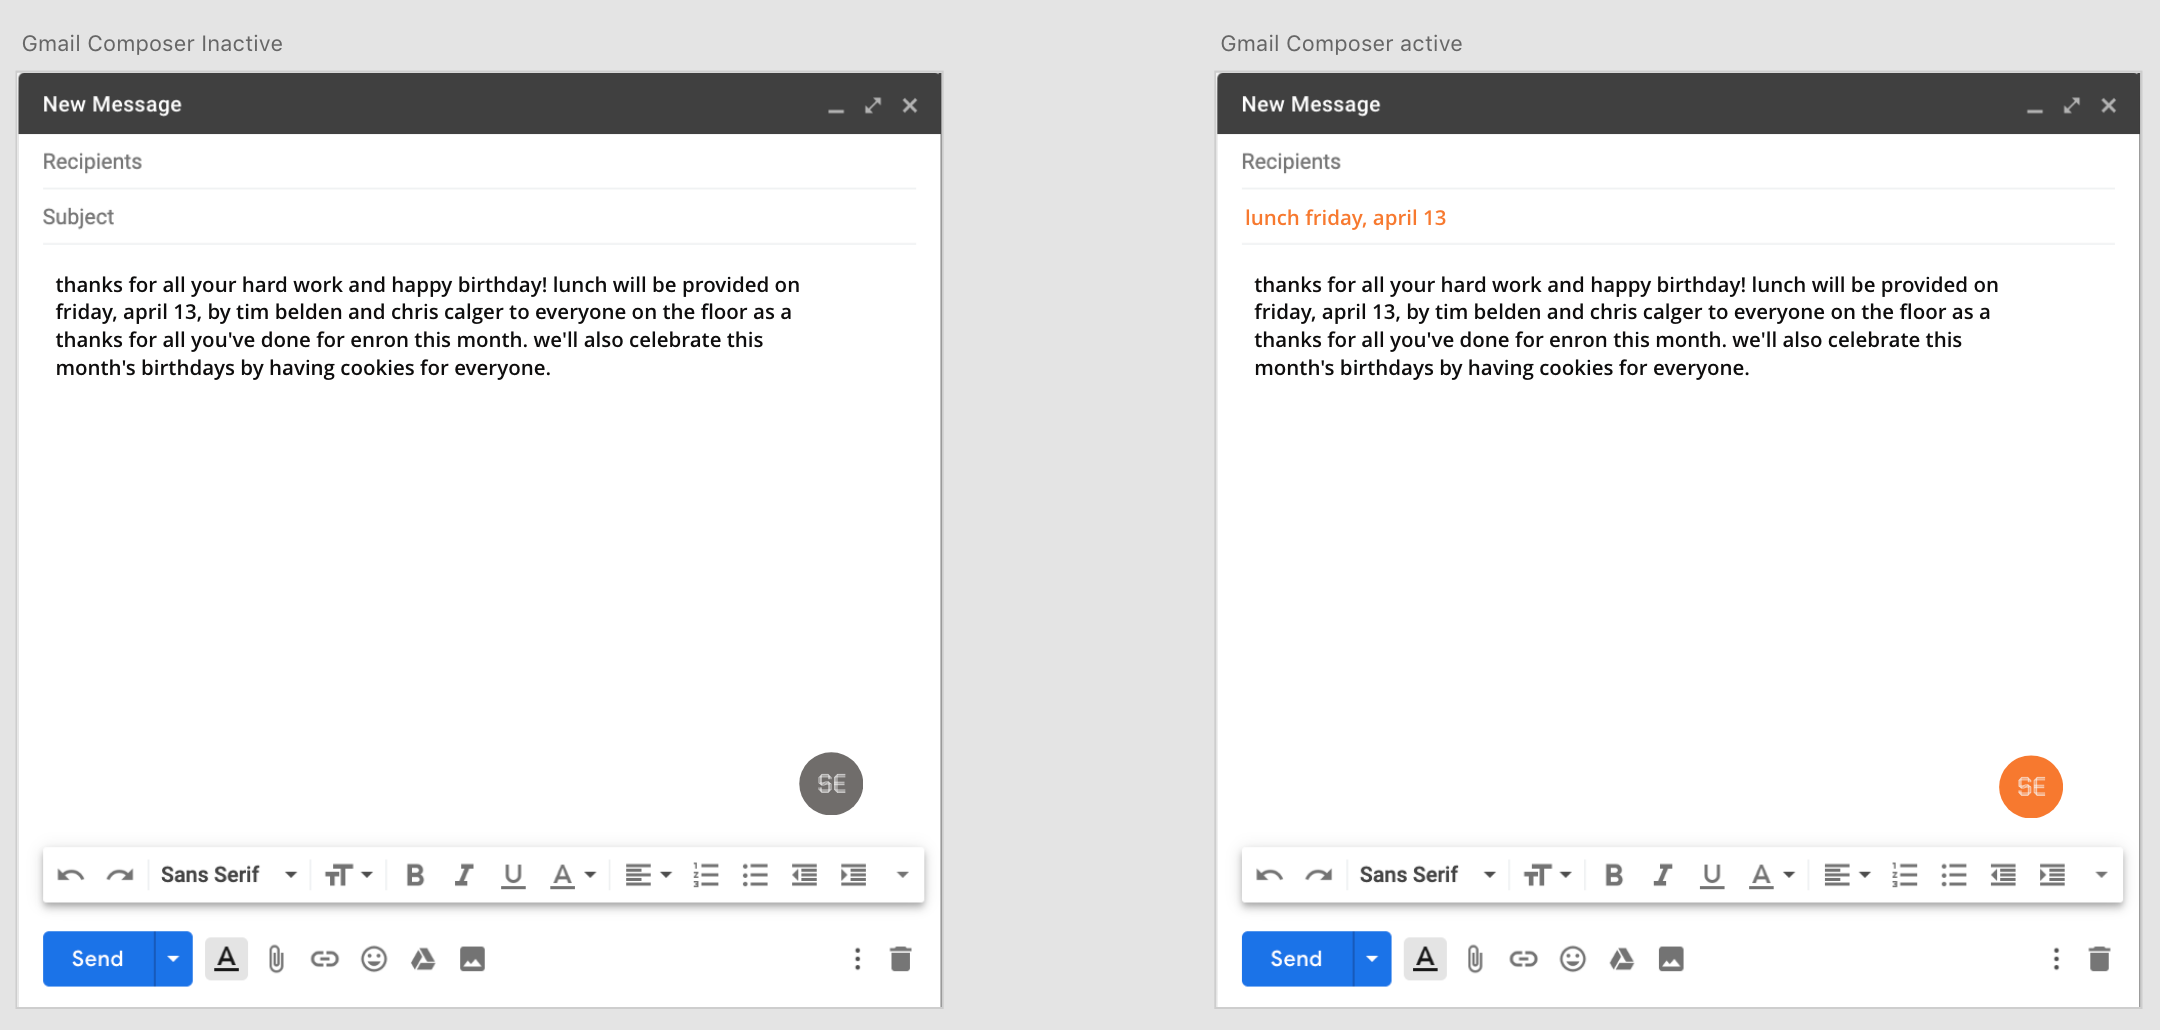 Gmail Composer Inactive
New Message
Recipients
Subject
thanks for all your hard work and happy birthday! lunch will be provided on
friday, april 13, by tim belden and chris calger to everyone on the floor as a
thanks for all you've done for enron this month. we'll also celebrate this
month's birthdays by having cookies for everyone.
SE
Sans Serif
Send
Gmail Composer active
New Message
Recipients
lunch friday, april 13
thanks for all your hard work and happy birthday! lunch will be provided on
friday, april 13, by tim belden and chris calger to everyone on the floor as a
thanks for all you've done for enron this month. we'll also celebrate this
month's birthdays by having cookies for everyone.
SE
Sans Serif
Send